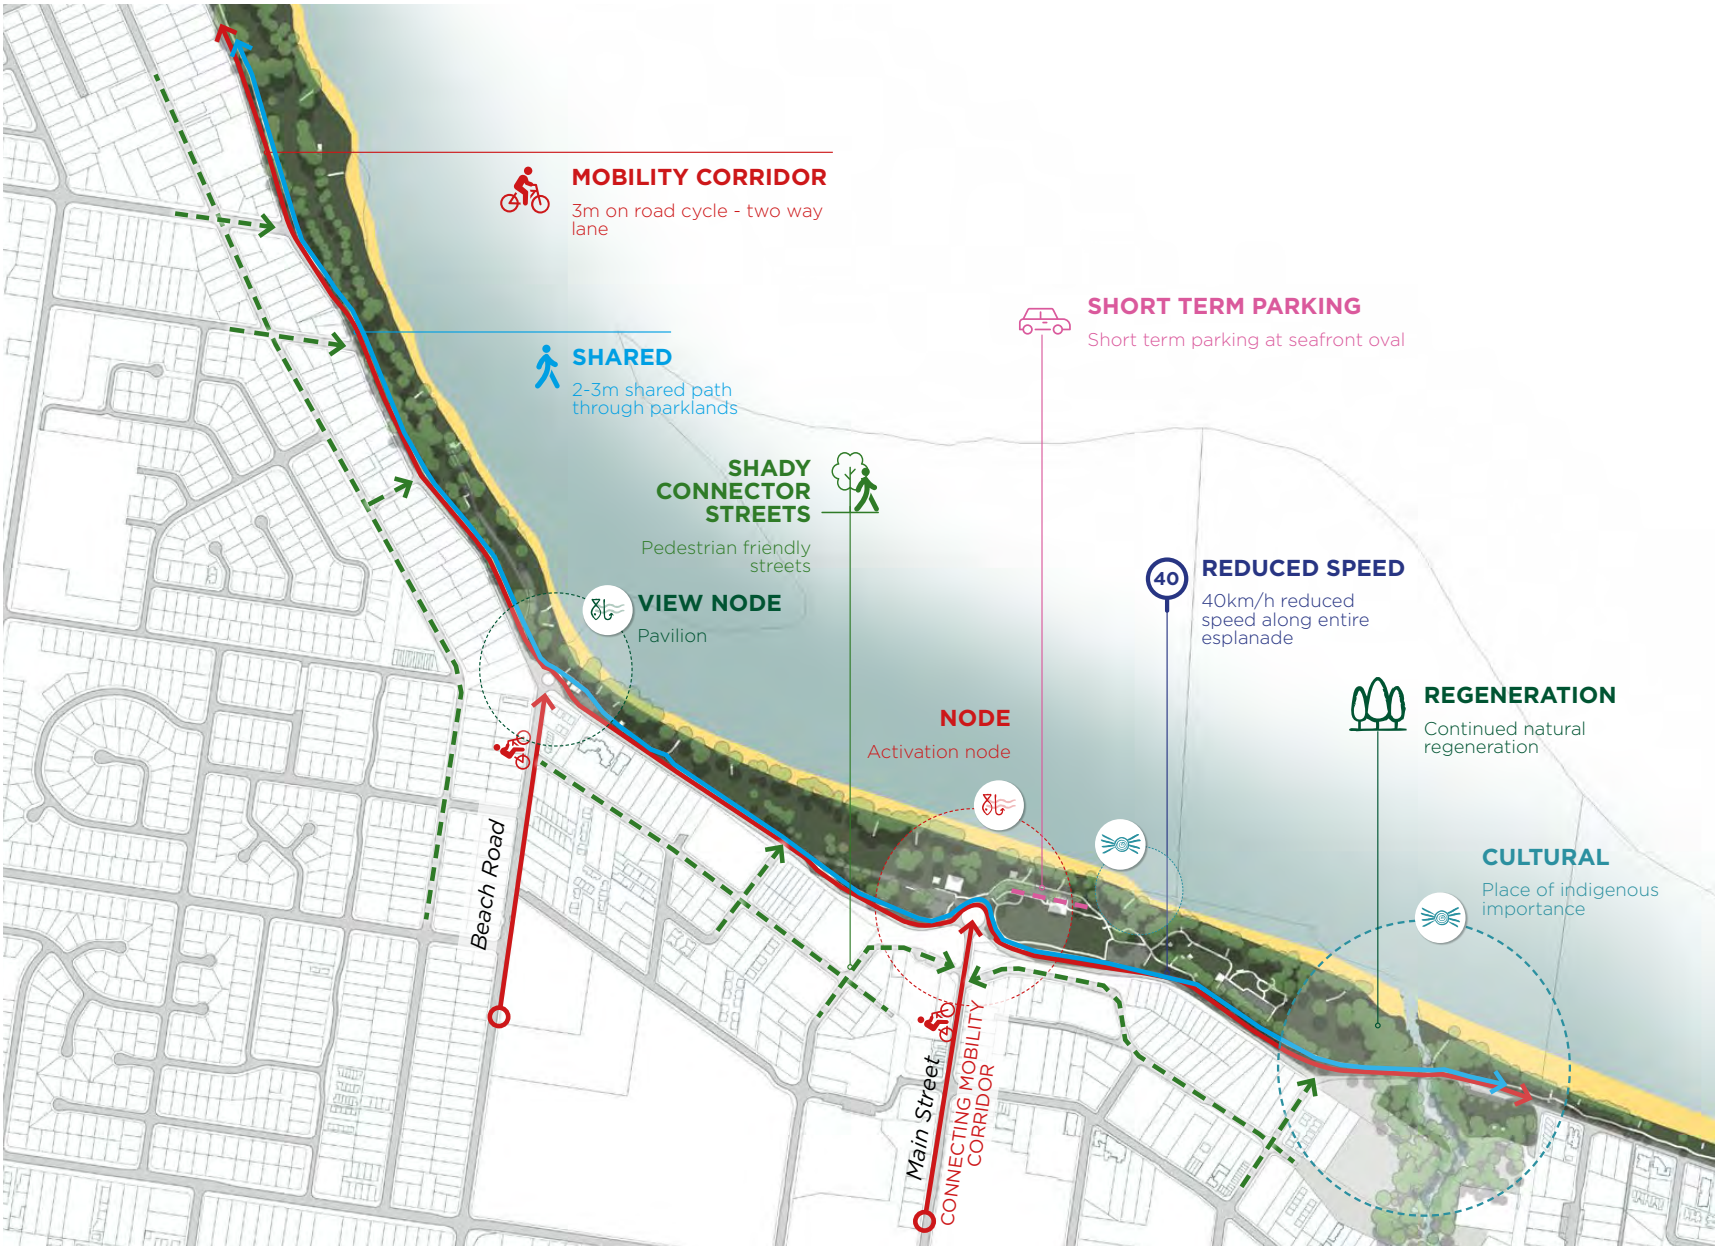 MOBILITY CORRIDOR
3m on road cycle - two way
lane
SHORT TERM PARKING
Short term parking at seafront oval
SHARED
2-3m shared path
through parklands
SHADY
CONNECTOR
STREETS
Pedestrian friendly
streets
40
REDUCED SPEED
40km/h reduced
speed along entire
esplanade
VIEW NODE
Pavilion
REGENERATION
Continued natural
regeneration
NODE
Activation node
CULTURAL
Place of indigenous
importance
Beach Road
Main Street
CONNECTING MOBILITY
CORRIDOR